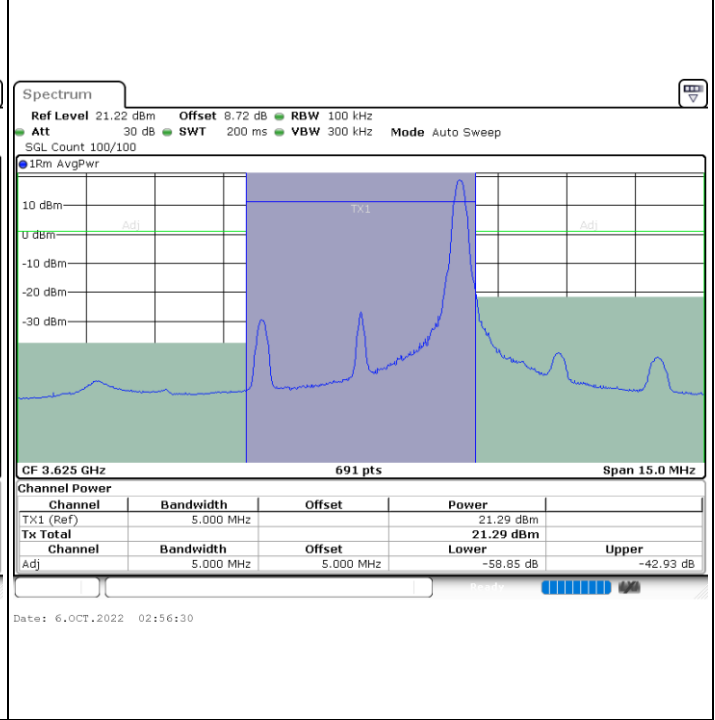 Spectrum
Ref Level 21.22 dBm Offset 8.72 dB RBW 100 kHz
Att 30 dB SWT 200 ms VBW 300 kHz Mode Auto Sweep
SGL Count 100/100
1Rm AvgPwr
10 dBm
TX1
Adj
Adj
0 dBm
-10 dBm
-20 dBm
-30 dBm
CF 3.625 GHz 691 pts Span 15.0 MHz
Channel Power
Channel Bandwidth Offset Power
TX1 (Ref) 5.000 MHz 21.29 dBm
Tx Total 21.29 dBm
Channel Bandwidth Offset Lower Upper
Adj 5.000 MHz 5.000 MHz -58.85 dB -42.93 dB
Ready
Date: 6.OCT.2022 02:56:30